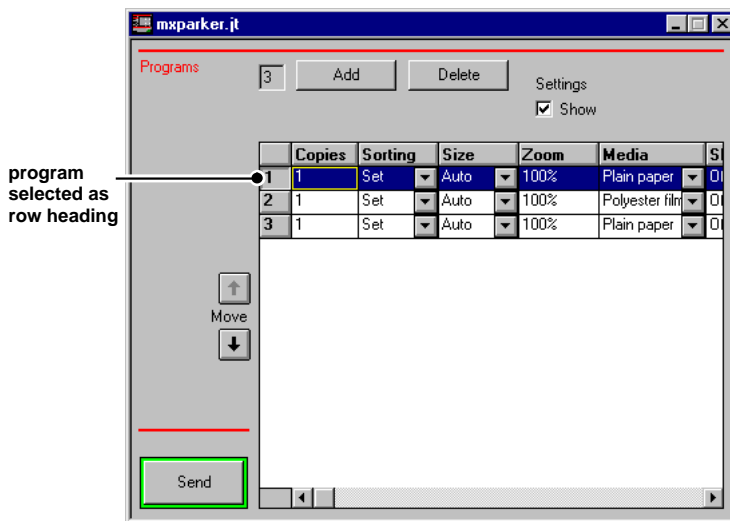 mxparker.jt
Programs
3
Add
Delete
Settings
Show
Copies Sorting Size Zoom Media
program
selected as
row heading
1 1 Set Auto 100% Plain paper
2 1 Set Auto 100% Polyester film
3 1 Set Auto 100% Plain paper
Move
Send